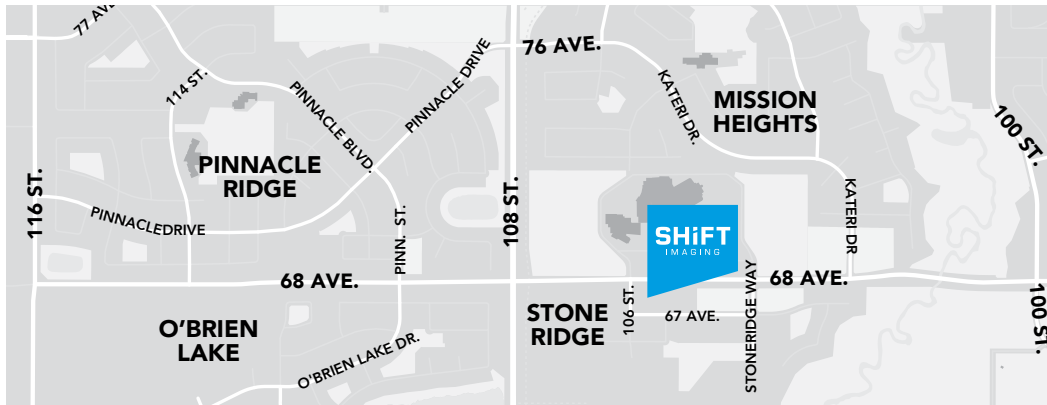 77 AVE.
76 AVE.
114 ST.
PINNACLE BLVD.
PINNACLE DRIVE
KATERI DR.
MISSION
HEIGHTS
100 ST.
PINNACLE
RIDGE
116 ST.
PINNACLEDRIVE
PINN. ST.
108 ST.
KATERI DR
SHiFT
IMAGING
68 AVE.
68 AVE.
O'BRIEN
LAKE
STONE
RIDGE
106 ST.
67 AVE.
STONERIDGE WAY
100 ST.
O'BRIEN LAKE DR.